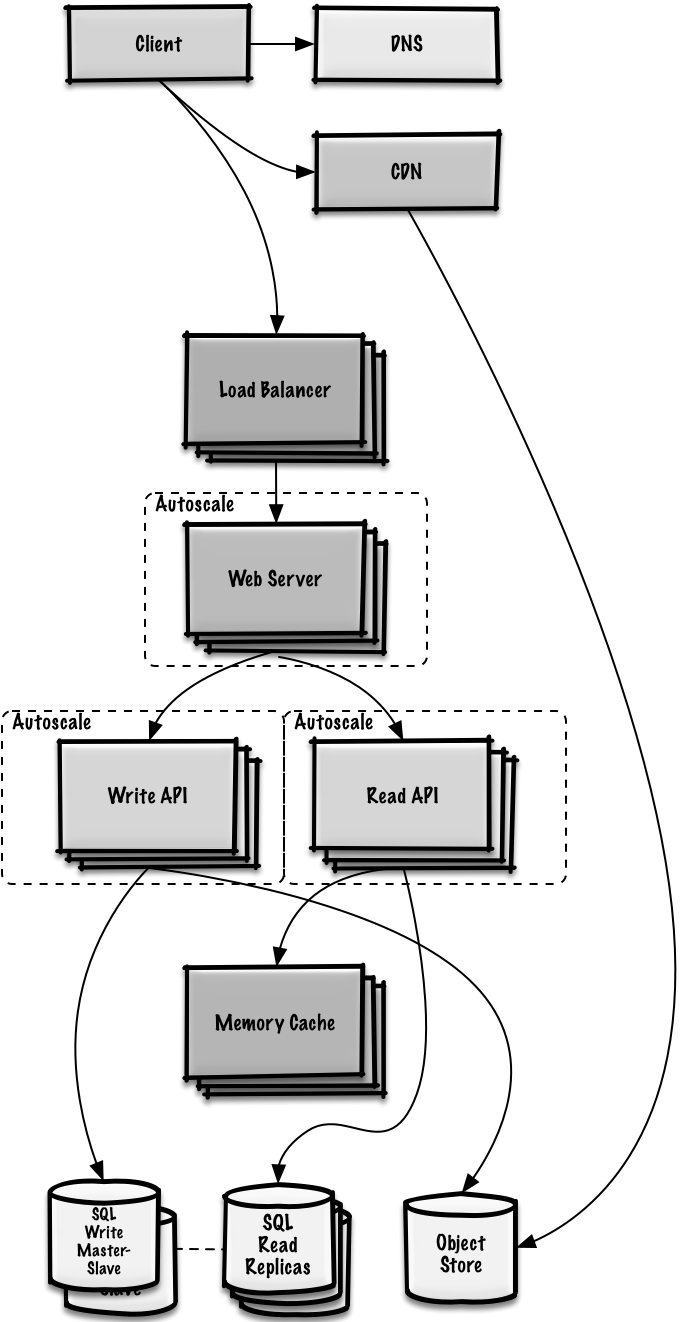 Client
DNS
CDN
Load Balancer
Autoscale
Web Server
Autoscale
Autoscale
Write API
Read API
Memory Cache
SQL
Write
Master-
Slave
Slave
SQL
Read
Replicas
Object
Store